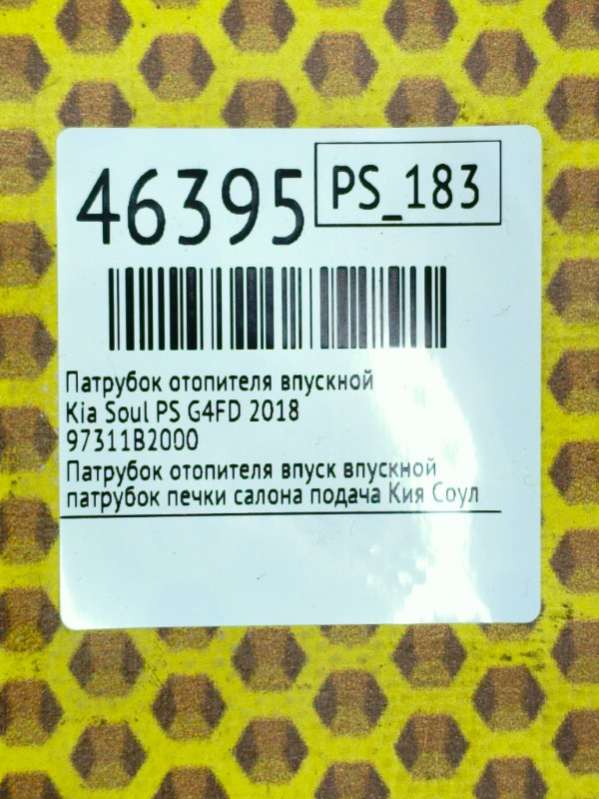 46395
PS_183
Патрубок отопителя впускной
Kia Soul PS G4FD 2018
97311B2000
Патрубок отопителя впуск впускной
патрубок печки салона подача Кия Соул